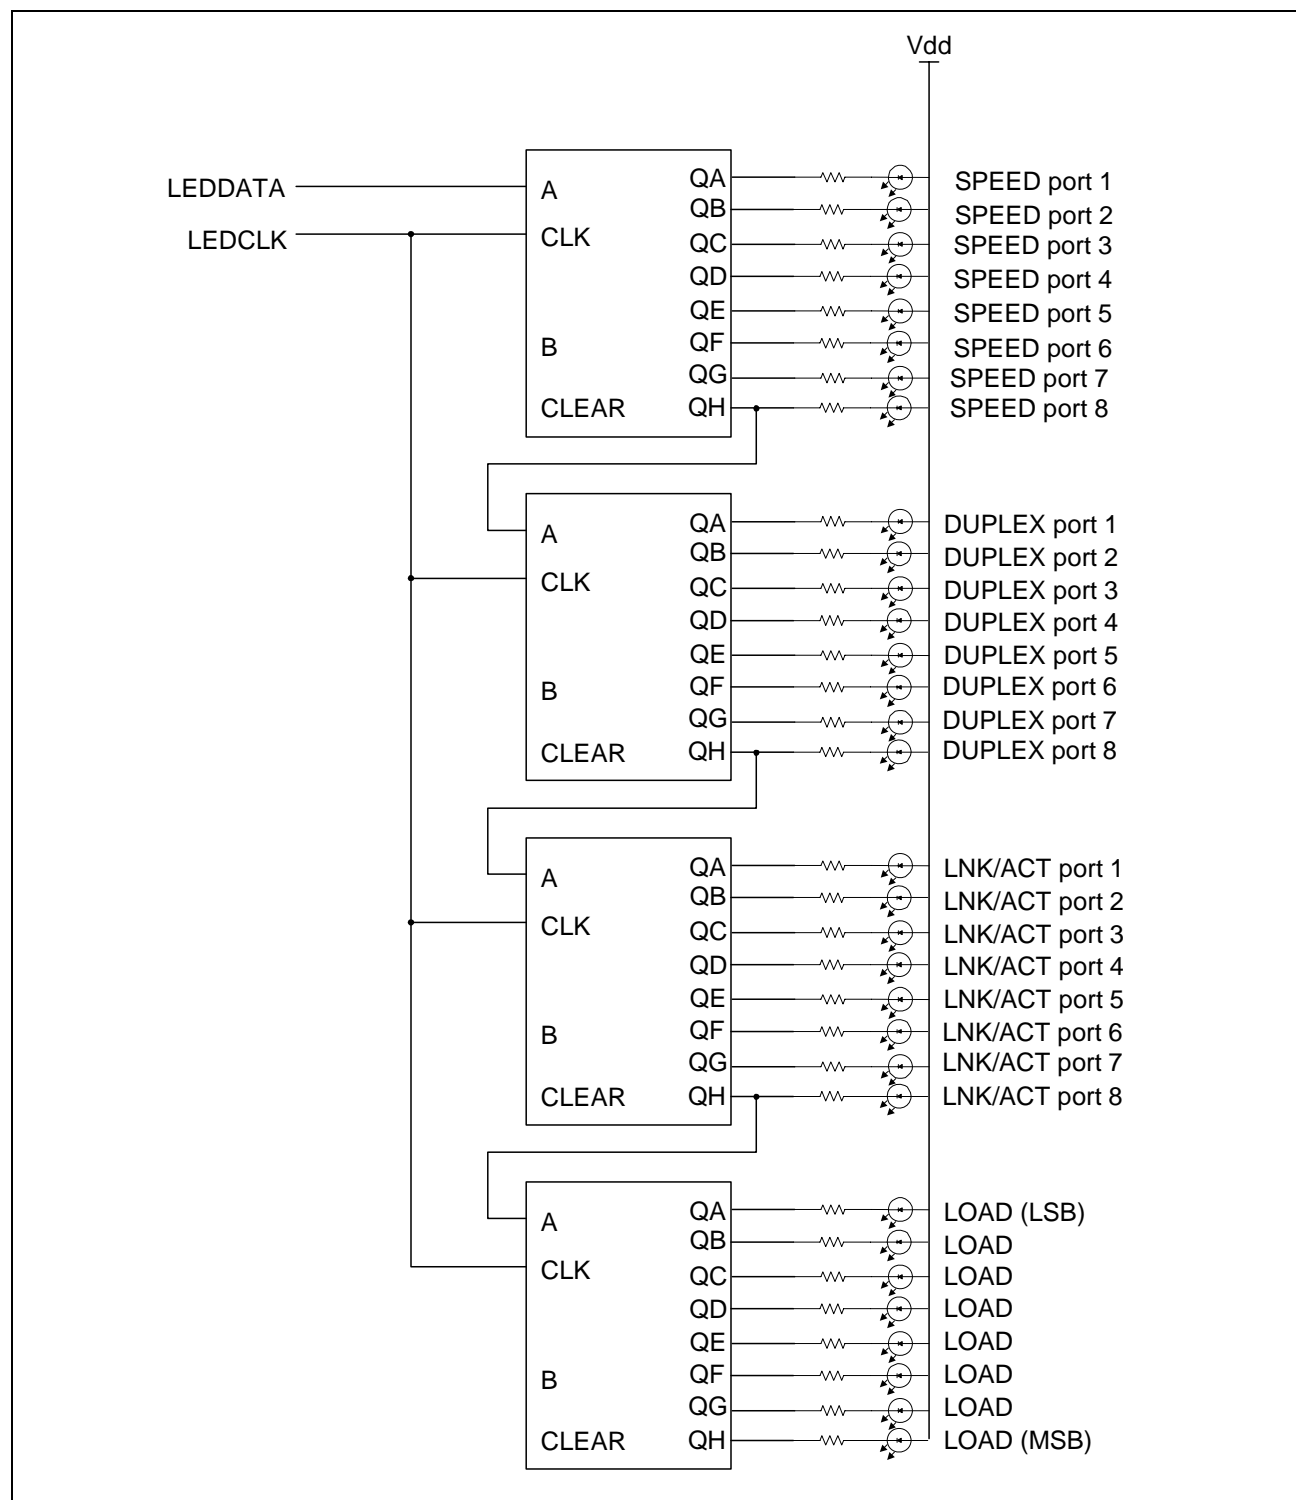 Vdd
LEDDATA
LEDCLK
A
CLK
B
CLEAR
QA
QB
QC
QD
QE
QF
QG
QH
SPEED port 1
SPEED port 2
SPEED port 3
SPEED port 4
SPEED port 5
SPEED port 6
SPEED port 7
SPEED port 8
A
CLK
B
CLEAR
QA
QB
QC
QD
QE
QF
QG
QH
DUPLEX port 1
DUPLEX port 2
DUPLEX port 3
DUPLEX port 4
DUPLEX port 5
DUPLEX port 6
DUPLEX port 7
DUPLEX port 8
A
CLK
B
CLEAR
QA
QB
QC
QD
QE
QF
QG
QH
LNK/ACT port 1
LNK/ACT port 2
LNK/ACT port 3
LNK/ACT port 4
LNK/ACT port 5
LNK/ACT port 6
LNK/ACT port 7
LNK/ACT port 8
A
CLK
B
CLEAR
QA
QB
QC
QD
QE
QF
QG
QH
LOAD (LSB)
LOAD
LOAD
LOAD
LOAD
LOAD
LOAD
LOAD (MSB)